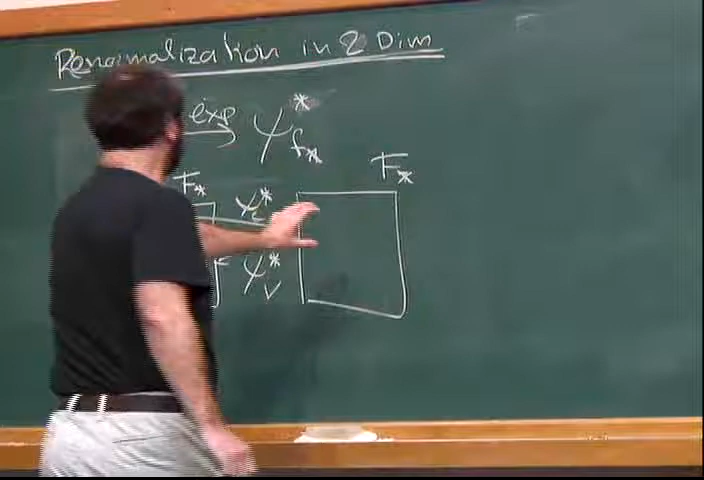 Renormalization in 2 Dim
exp ψ*f*
F* F*
ψ*c
ψ*v